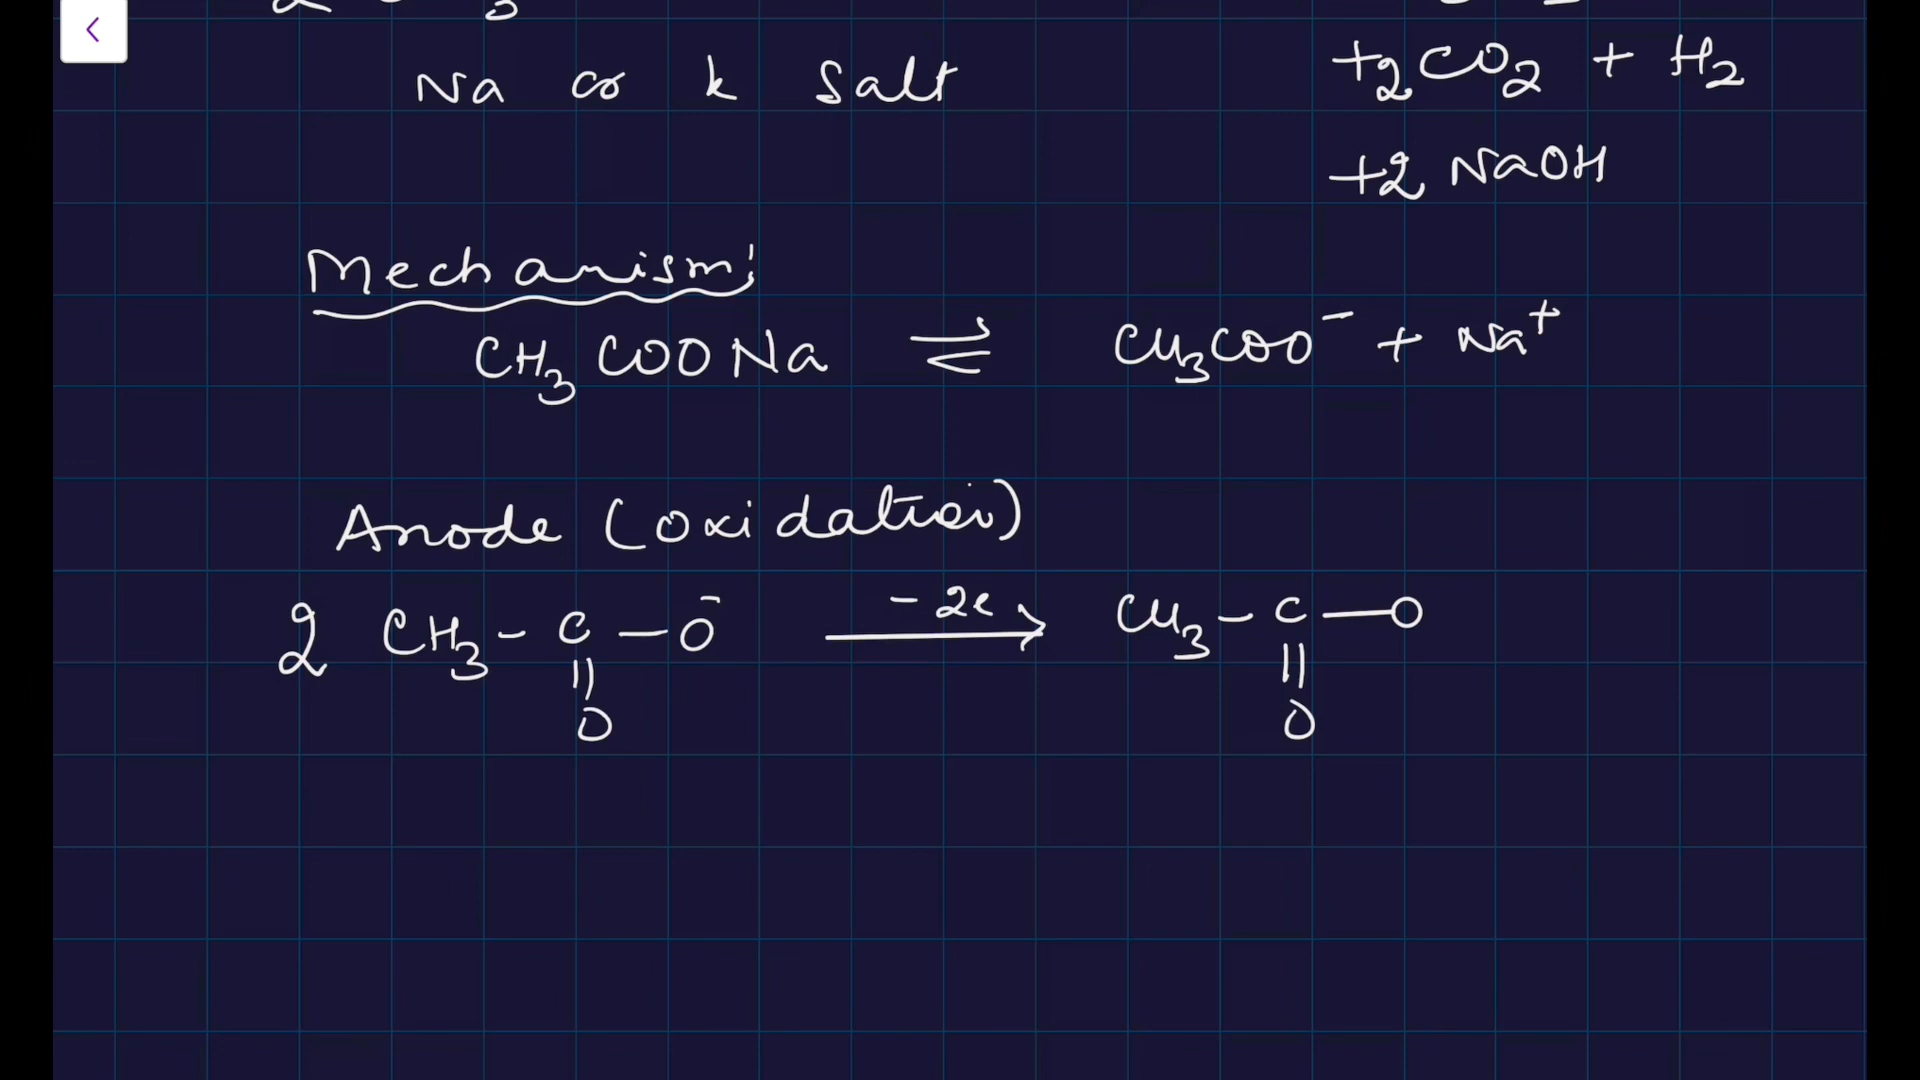 Na or k salt
+2CO2 + H2
+2 NaOH
Mechanism:
CH3COONa ⇌ CH3COO⁻ + Na⁺
Anode (oxidation)
2 CH3-C-O⁻ -2e → CH3-C-O
|| ||
O O